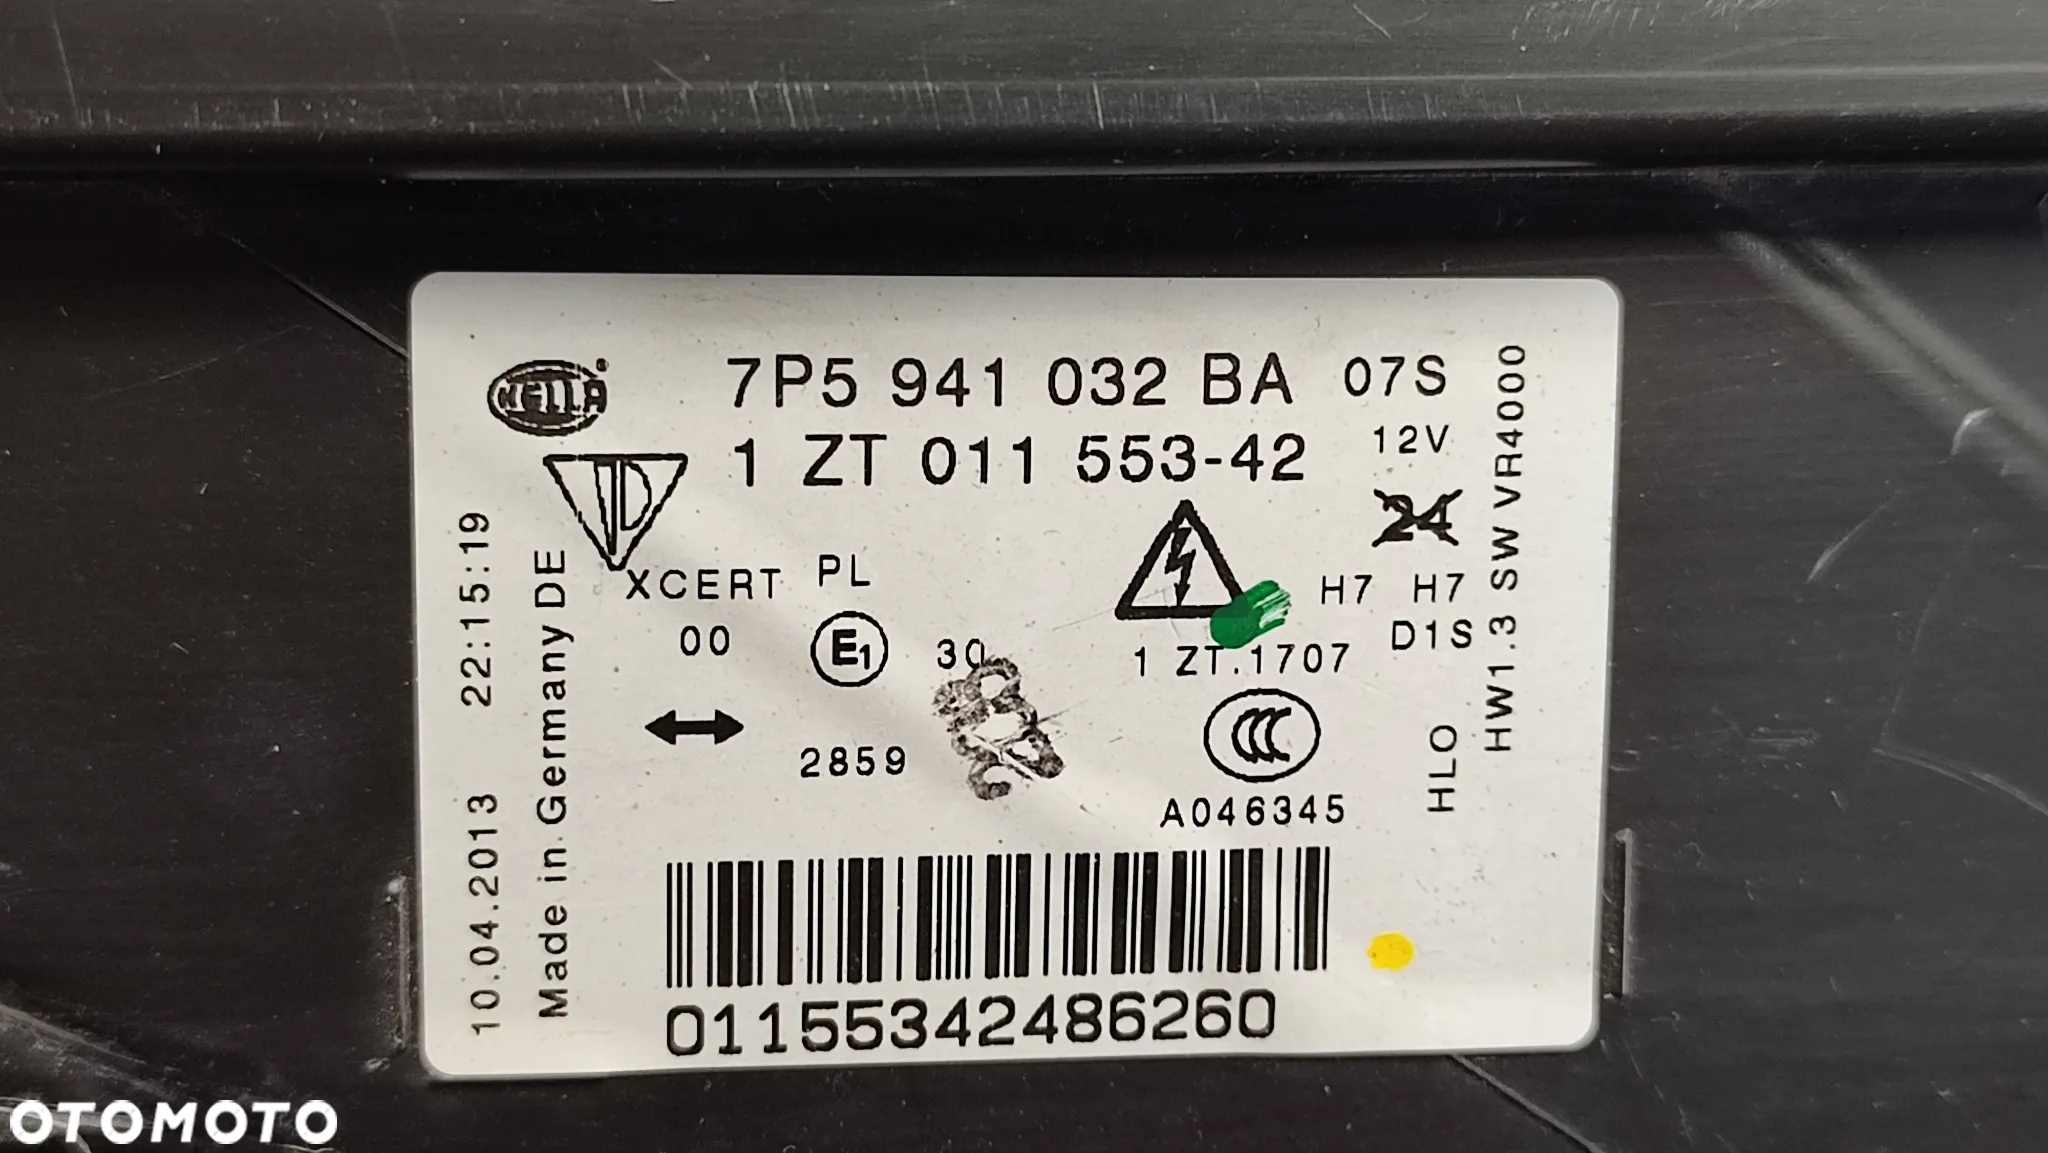 HELLA
7P5 941 032 BA 07S
1 ZT 011 553-42 12V
24
XCERT PL
H7 H7
00 E1 30
D1S
1 ZT.1707
2859
CCC
A046345
01155342486260
10.04.2013 22:15:19
Made in Germany DE
HLO
HW1.3 SW VR4000
OTOMOTO